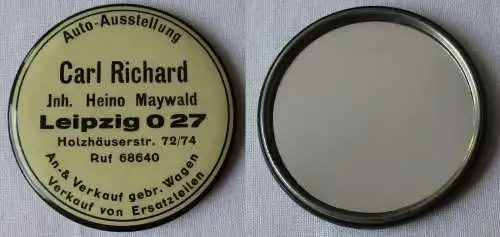 Auto-Ausstellung
Carl Richard
Jnh. Heino Maywald
Leipzig O 27
Holzhäuserstr. 72/74
Ruf 68640
An- & Verkauf gebr. Wagen
Verkauf von Ersatzteilen